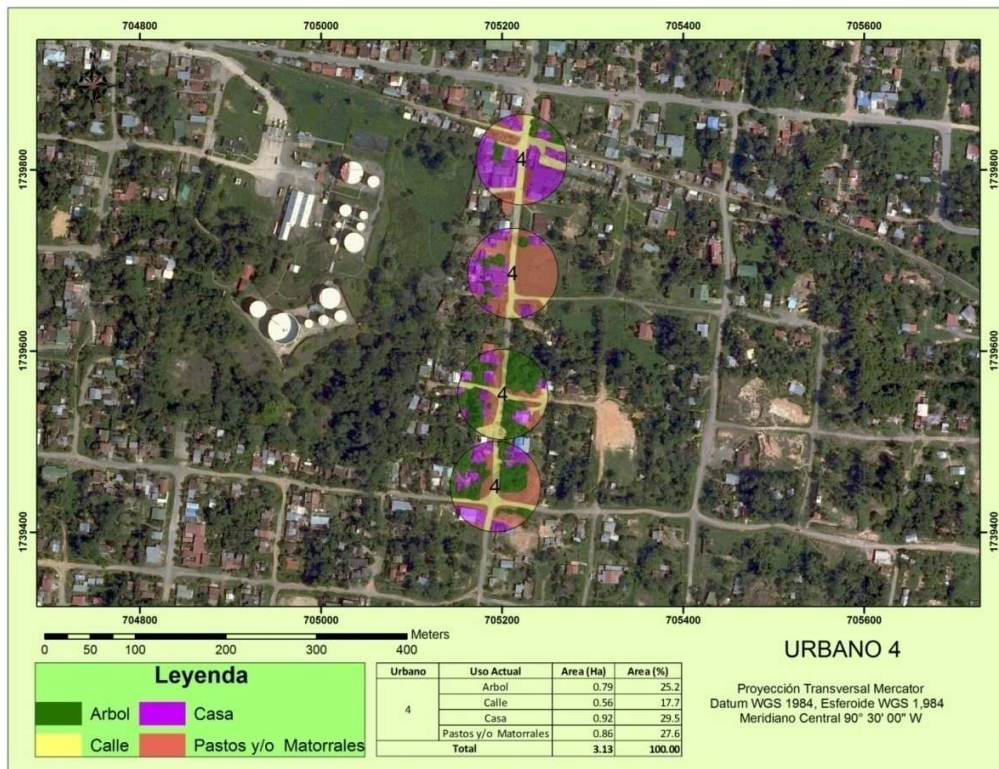 704800 705000 705200 705400 705600
1739800 1739800
1739600 1739600
1739400 1739400
4
4
4
4
N
704800 705000 705200 705400 705600
Meters
0 50 100 200 300 400
Leyenda
Arbol Casa
Calle Pastos y/o Matorrales
Urbano Uso Actual Area (Ha) Area (%)
4 Arbol 0.79 25.2
Calle 0.56 17.7
Casa 0.92 29.5
Pastos y/o Matorrales 0.86 27.6
Total 3.13 100.00
URBANO 4
Proyección Transversal Mercator
Datum WGS 1984, Esferoide WGS 1,984
Meridiano Central 90° 30' 00" W